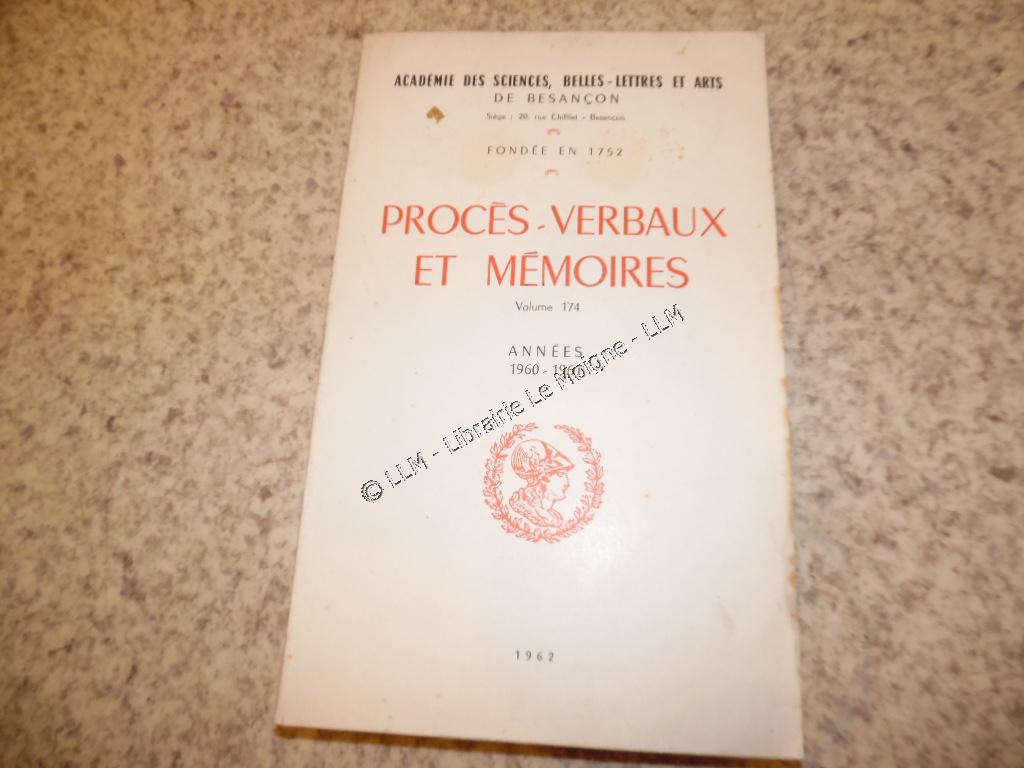 ACADÉMIE DES SCIENCES, BELLES-LETTRES ET ARTS
DE BESANÇON
Siège : 20, rue Chifflet - Besançon
FONDÉE EN 1752
PROCÈS-VERBAUX
ET MÉMOIRES
Volume 174
ANNÉES
1960 -
© LLM - Librairie Le Moigne - LLM
1962